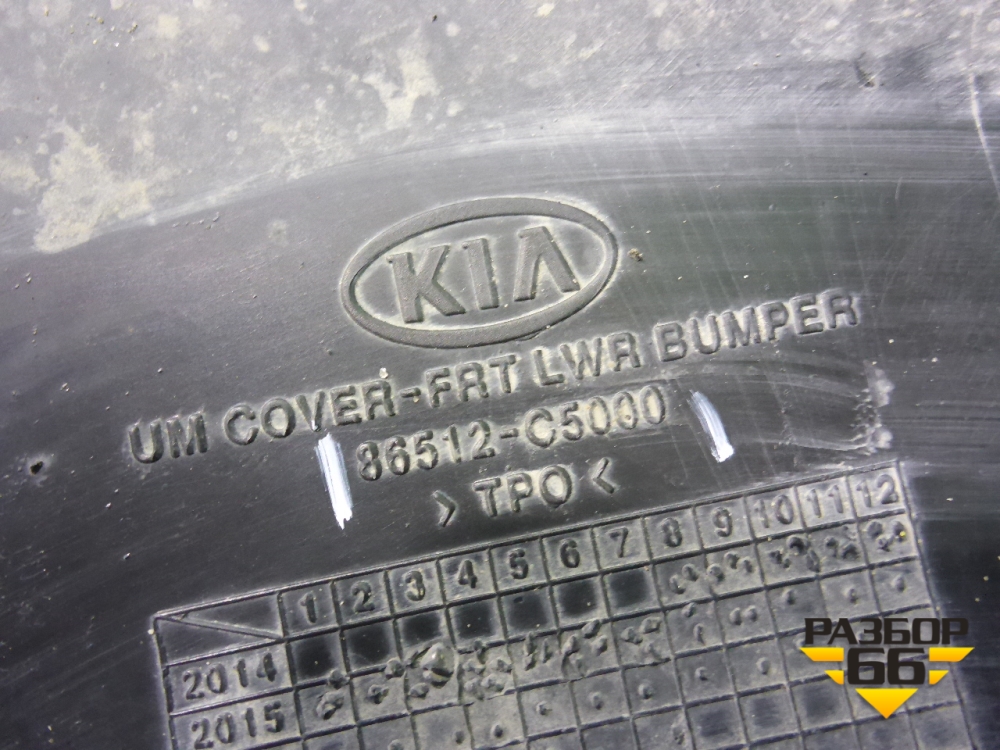 KIA
UM COVER-FRT LWR BUMPER
86512-C5000
> TPO <
1 2 3 4 5 6 7 8 9 10 11 12
2014
2015
РАЗБОР
66